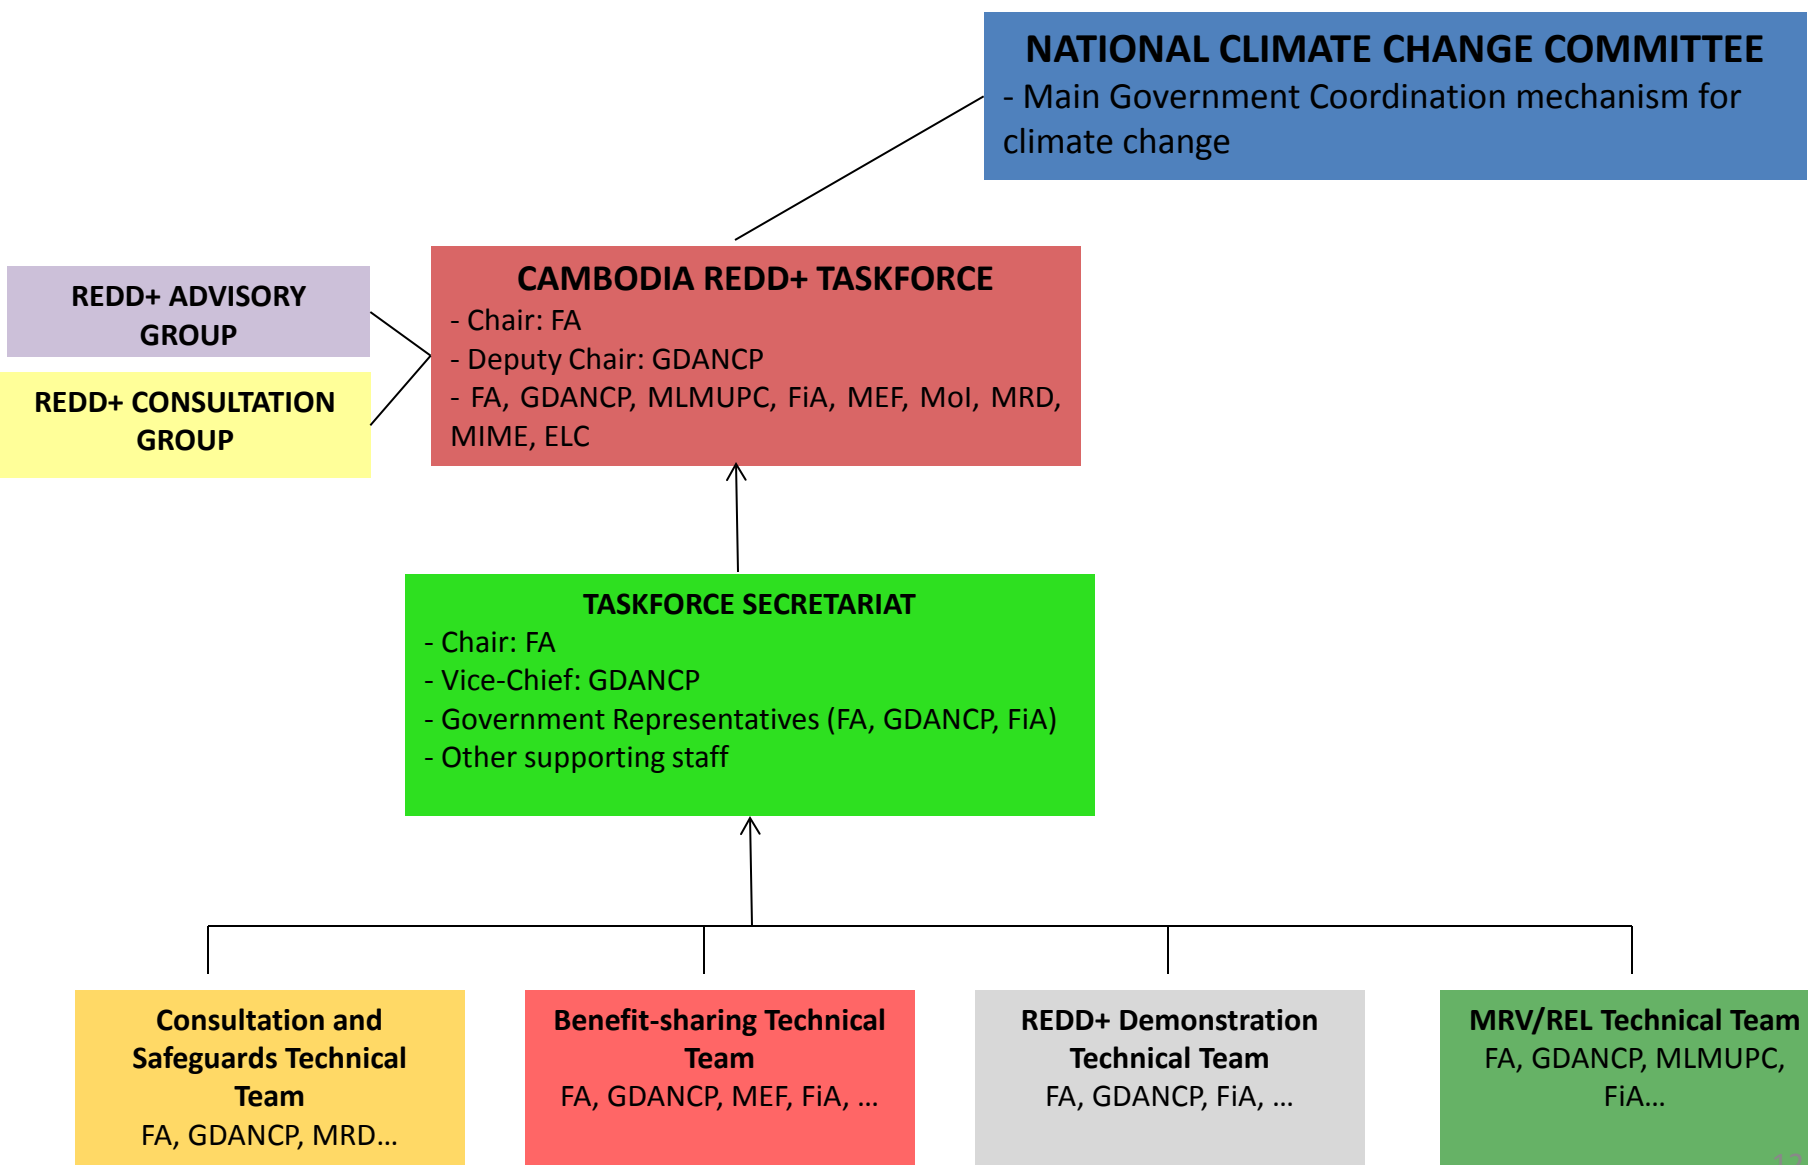 NATIONAL CLIMATE CHANGE COMMITTEE
- Main Government Coordination mechanism for
climate change
REDD+ ADVISORY
GROUP
REDD+ CONSULTATION
GROUP
CAMBODIA REDD+ TASKFORCE
- Chair: FA
- Deputy Chair: GDANCP
- FA, GDANCP, MLMUPC, FiA, MEF, MoI, MRD,
MIME, ELC
TASKFORCE SECRETARIAT
- Chair: FA
- Vice-Chief: GDANCP
- Government Representatives (FA, GDANCP, FiA)
- Other supporting staff
Consultation and
Safeguards Technical
Team
FA, GDANCP, MRD...
Benefit-sharing Technical
Team
FA, GDANCP, MEF, FiA, ...
REDD+ Demonstration
Technical Team
FA, GDANCP, FiA, ...
MRV/REL Technical Team
FA, GDANCP, MLMUPC,
FiA...